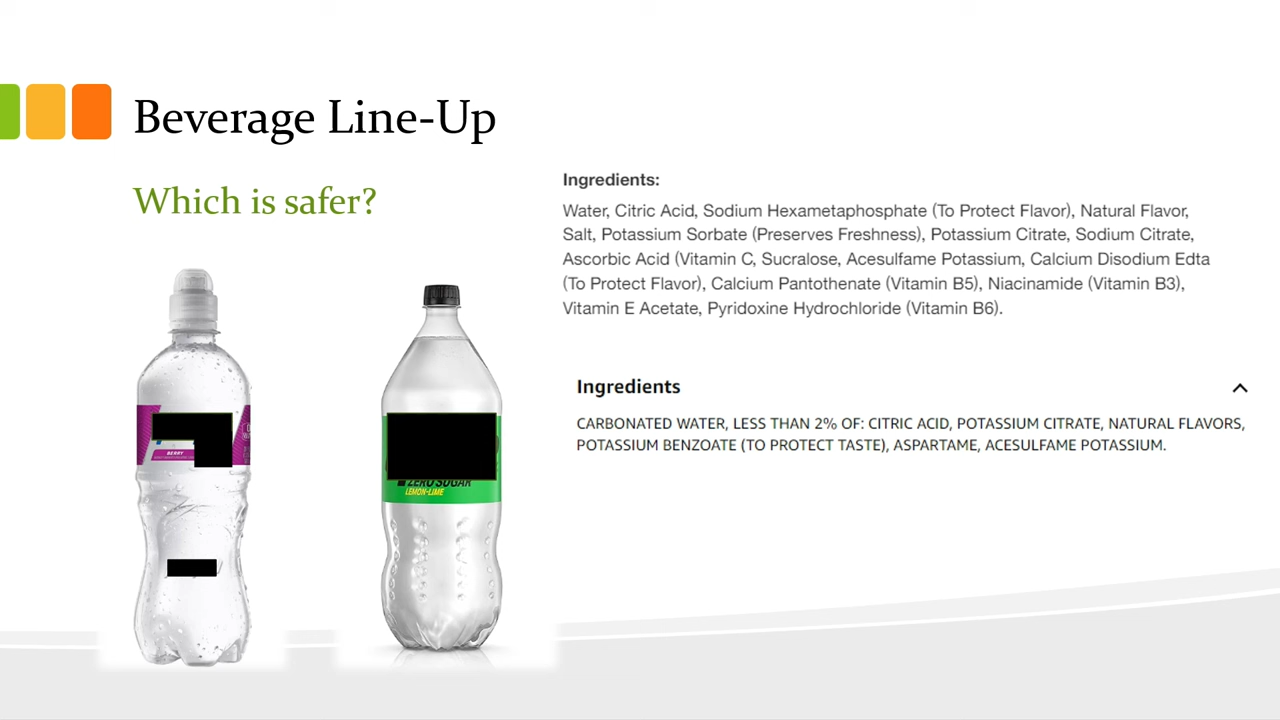 Beverage Line-Up
Which is safer?
Ingredients:
Water, Citric Acid, Sodium Hexametaphosphate (To Protect Flavor), Natural Flavor,
Salt, Potassium Sorbate (Preserves Freshness), Potassium Citrate, Sodium Citrate,
Ascorbic Acid (Vitamin C, Sucralose, Acesulfame Potassium, Calcium Disodium Edta
(To Protect Flavor), Calcium Pantothenate (Vitamin B5), Niacinamide (Vitamin B3),
Vitamin E Acetate, Pyridoxine Hydrochloride (Vitamin B6).
Ingredients
CARBONATED WATER, LESS THAN 2% OF: CITRIC ACID, POTASSIUM CITRATE, NATURAL FLAVORS,
POTASSIUM BENZOATE (TO PROTECT TASTE), ASPARTAME, ACESULFAME POTASSIUM.
BERRY
ZERO SUGAR
LEMON-LIME